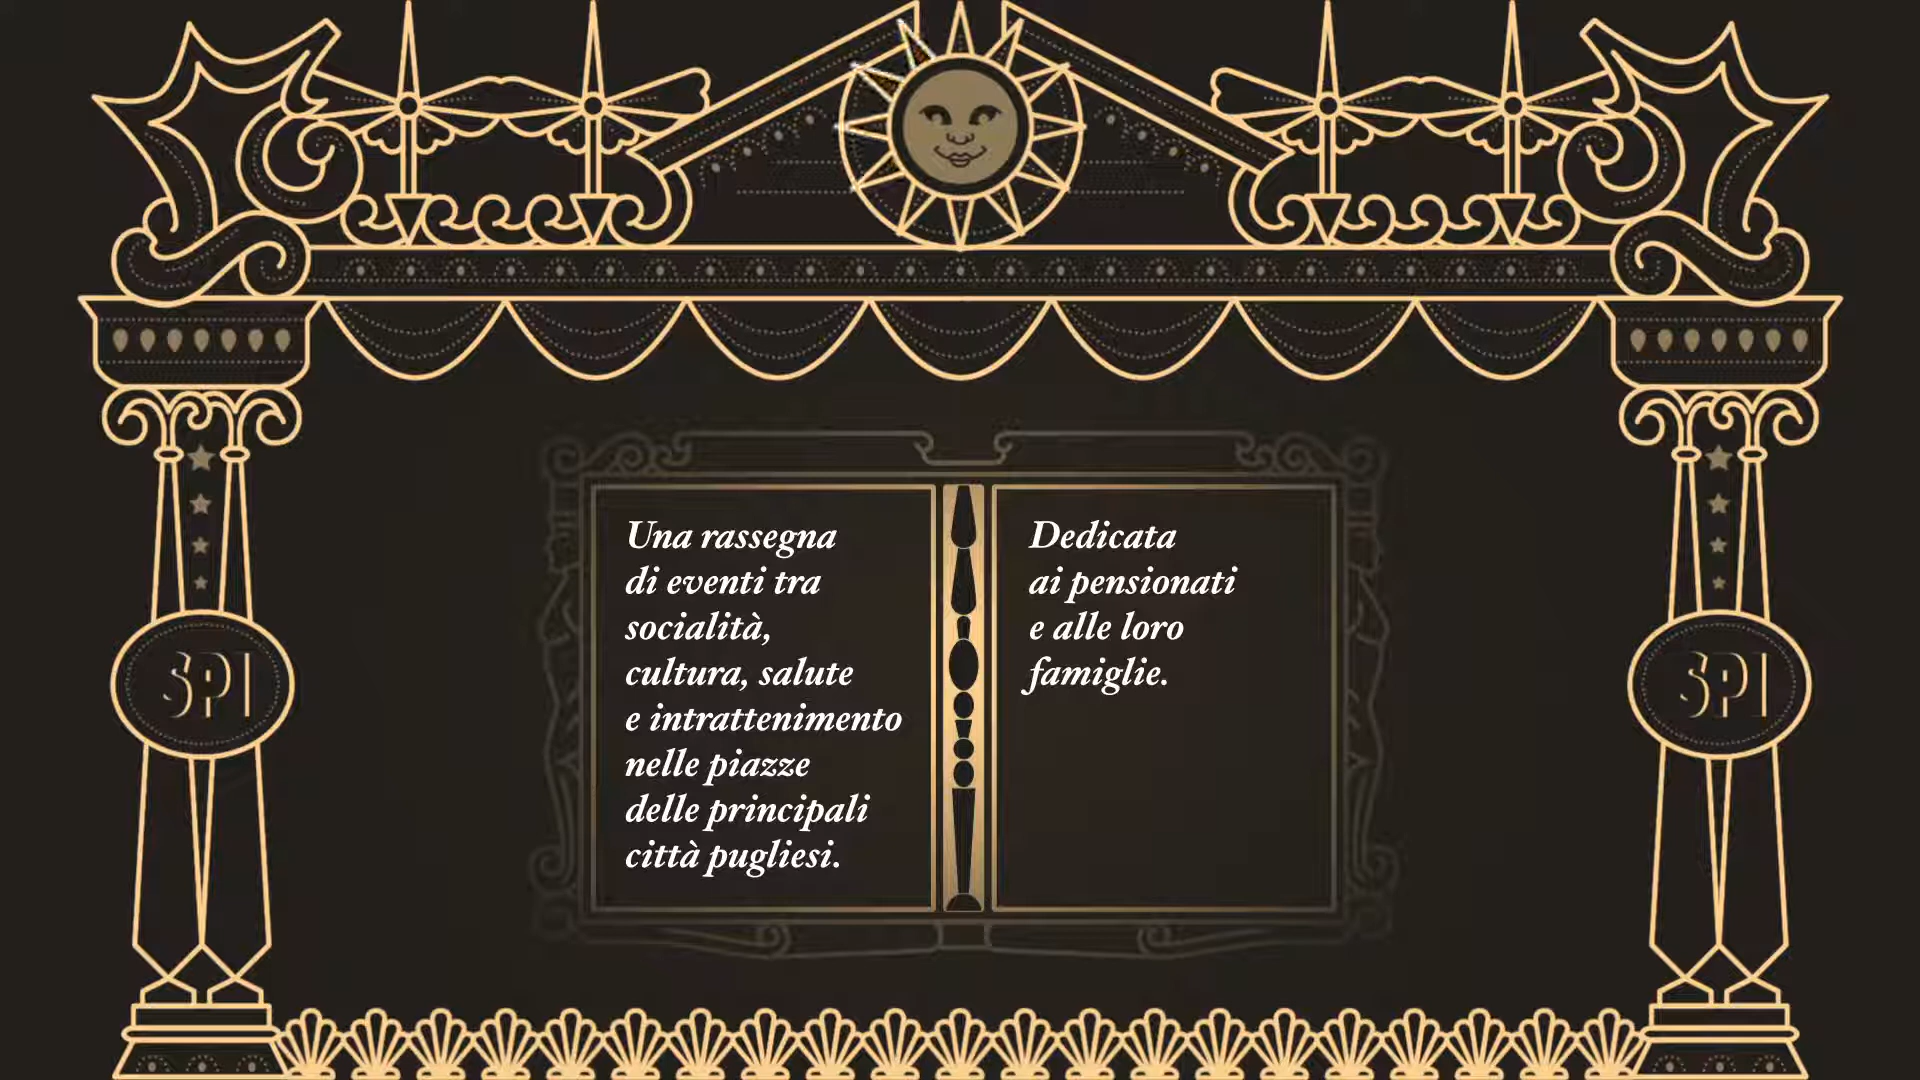 Una rassegna
di eventi tra
socialità,
cultura, salute
e intrattenimento
nelle piazze
delle principali
città pugliesi.
Dedicata
ai pensionati
e alle loro
famiglie.
SPI
SPI